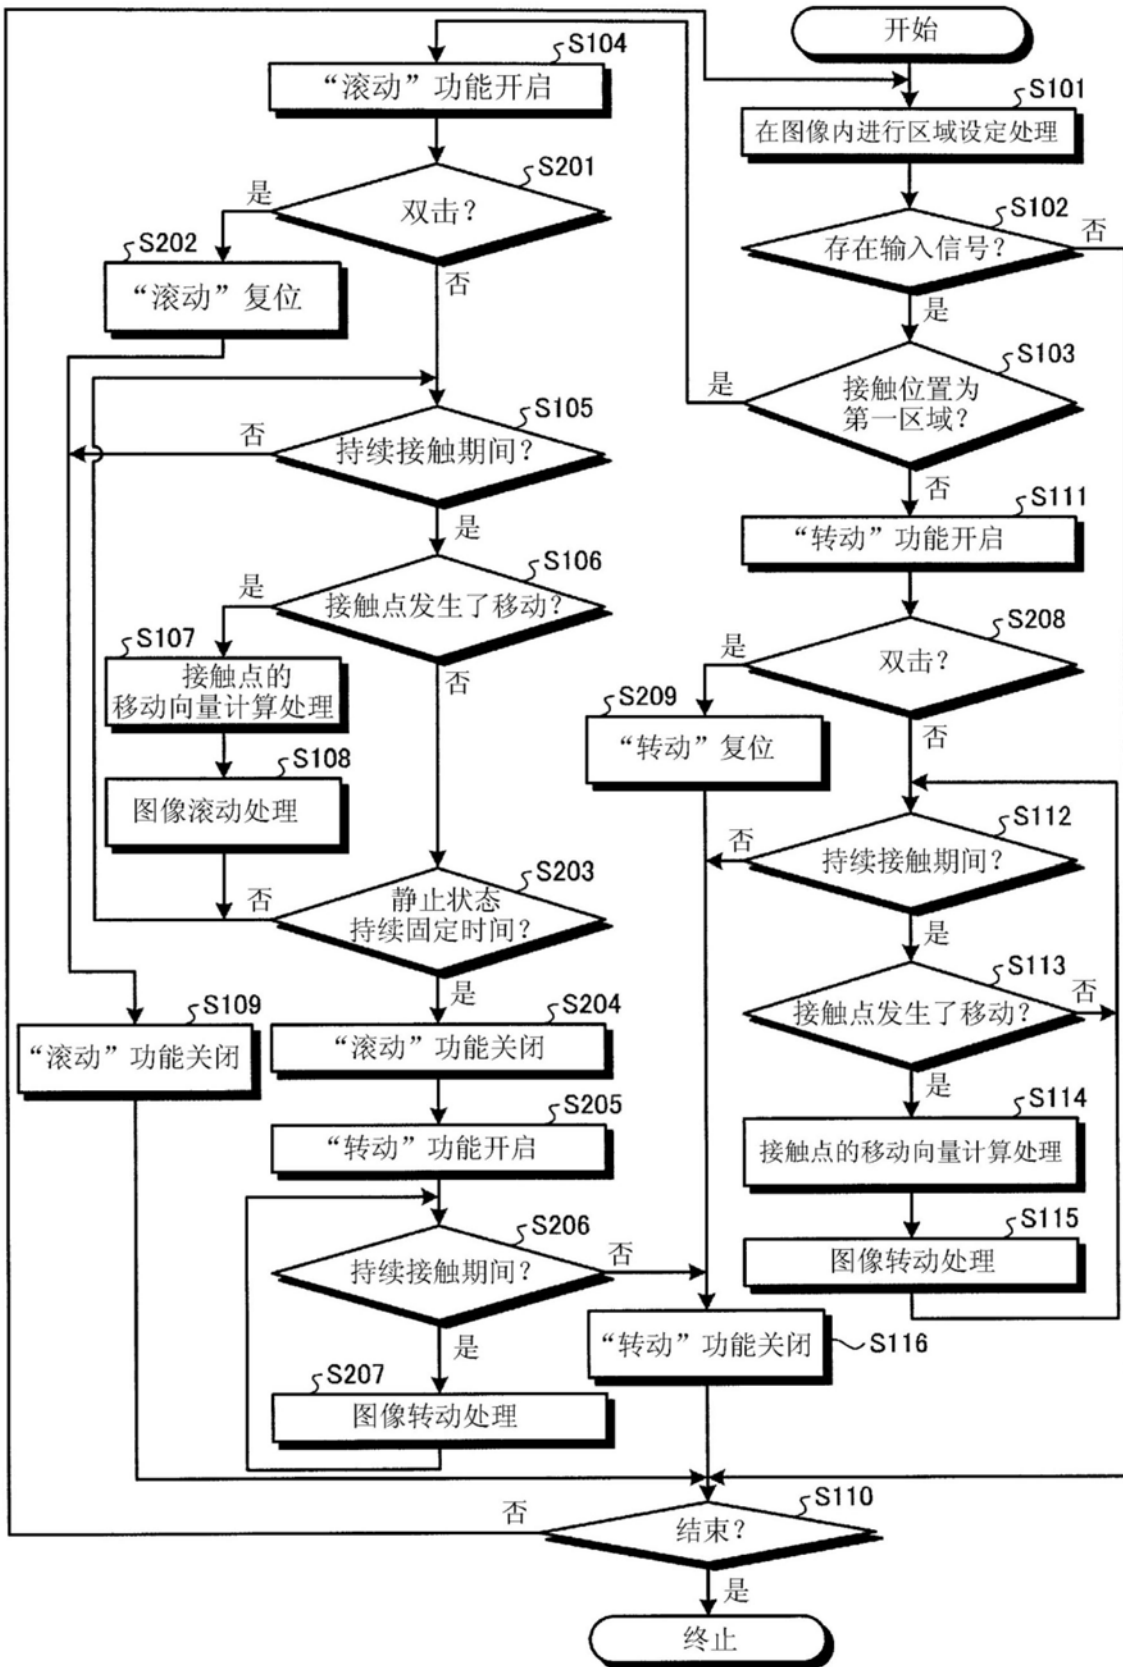 开始
S104
“滚动”功能开启
S101
在图像内进行区域设定处理
S201
是
双击？
否
S102
存在输入信号？
否
是
S202
“滚动”复位
S103
是
接触位置为
第一区域？
否
S105
否
持续接触期间？
是
S111
“转动”功能开启
S106
是
接触点发生了移动？
否
S107
接触点的
移动向量计算处理
S108
图像滚动处理
S208
是
双击？
否
S209
“转动”复位
S112
否
持续接触期间？
是
S203
否
静止状态
持续固定时间？
是
S113
接触点发生了移动？
否
是
S109
“滚动”功能关闭
S204
“滚动”功能关闭
S205
“转动”功能开启
S114
接触点的移动向量计算处理
S115
图像转动处理
S206
持续接触期间？
否
是
S207
图像转动处理
“转动”功能关闭
S116
S110
否
结束？
是
终止